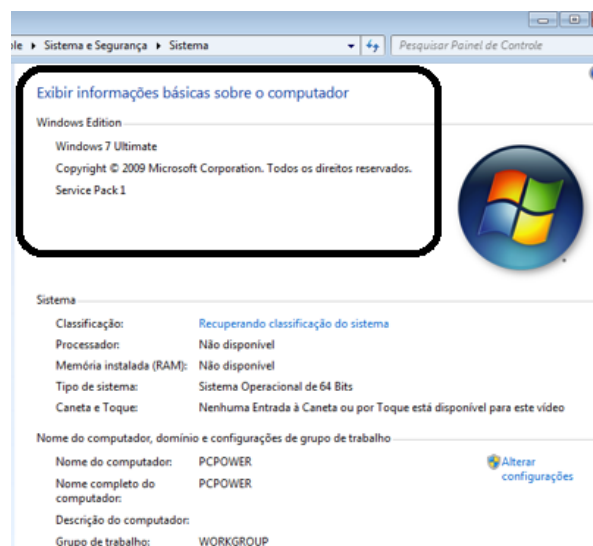 le ▸ Sistema e Segurança ▸ Sistema
Pesquisar Painel de Controle
Exibir informações básicas sobre o computador
Windows Edition
Windows 7 Ultimate
Copyright © 2009 Microsoft Corporation. Todos os direitos reservados.
Service Pack 1
Sistema
Classificação: Recuperando classificação do sistema
Processador: Não disponível
Memória instalada (RAM): Não disponível
Tipo de sistema: Sistema Operacional de 64 Bits
Caneta e Toque: Nenhuma Entrada à Caneta ou por Toque está disponível para este vídeo
Nome do computador, domínio e configurações de grupo de trabalho
Nome do computador: PCPOWER
Alterar
configurações
Nome completo do PCPOWER
computador:
Descrição do computador:
Grupo de trabalho: WORKGROUP